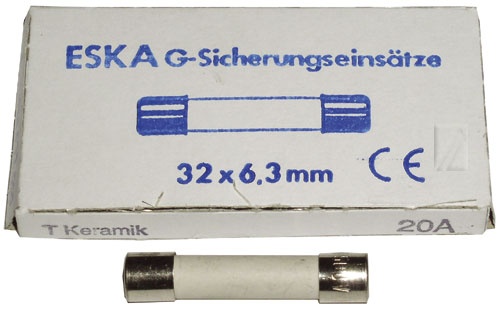 ESKA G-Sicherungseinsätze
32 x 6,3 mm CE
T Keramik 20A